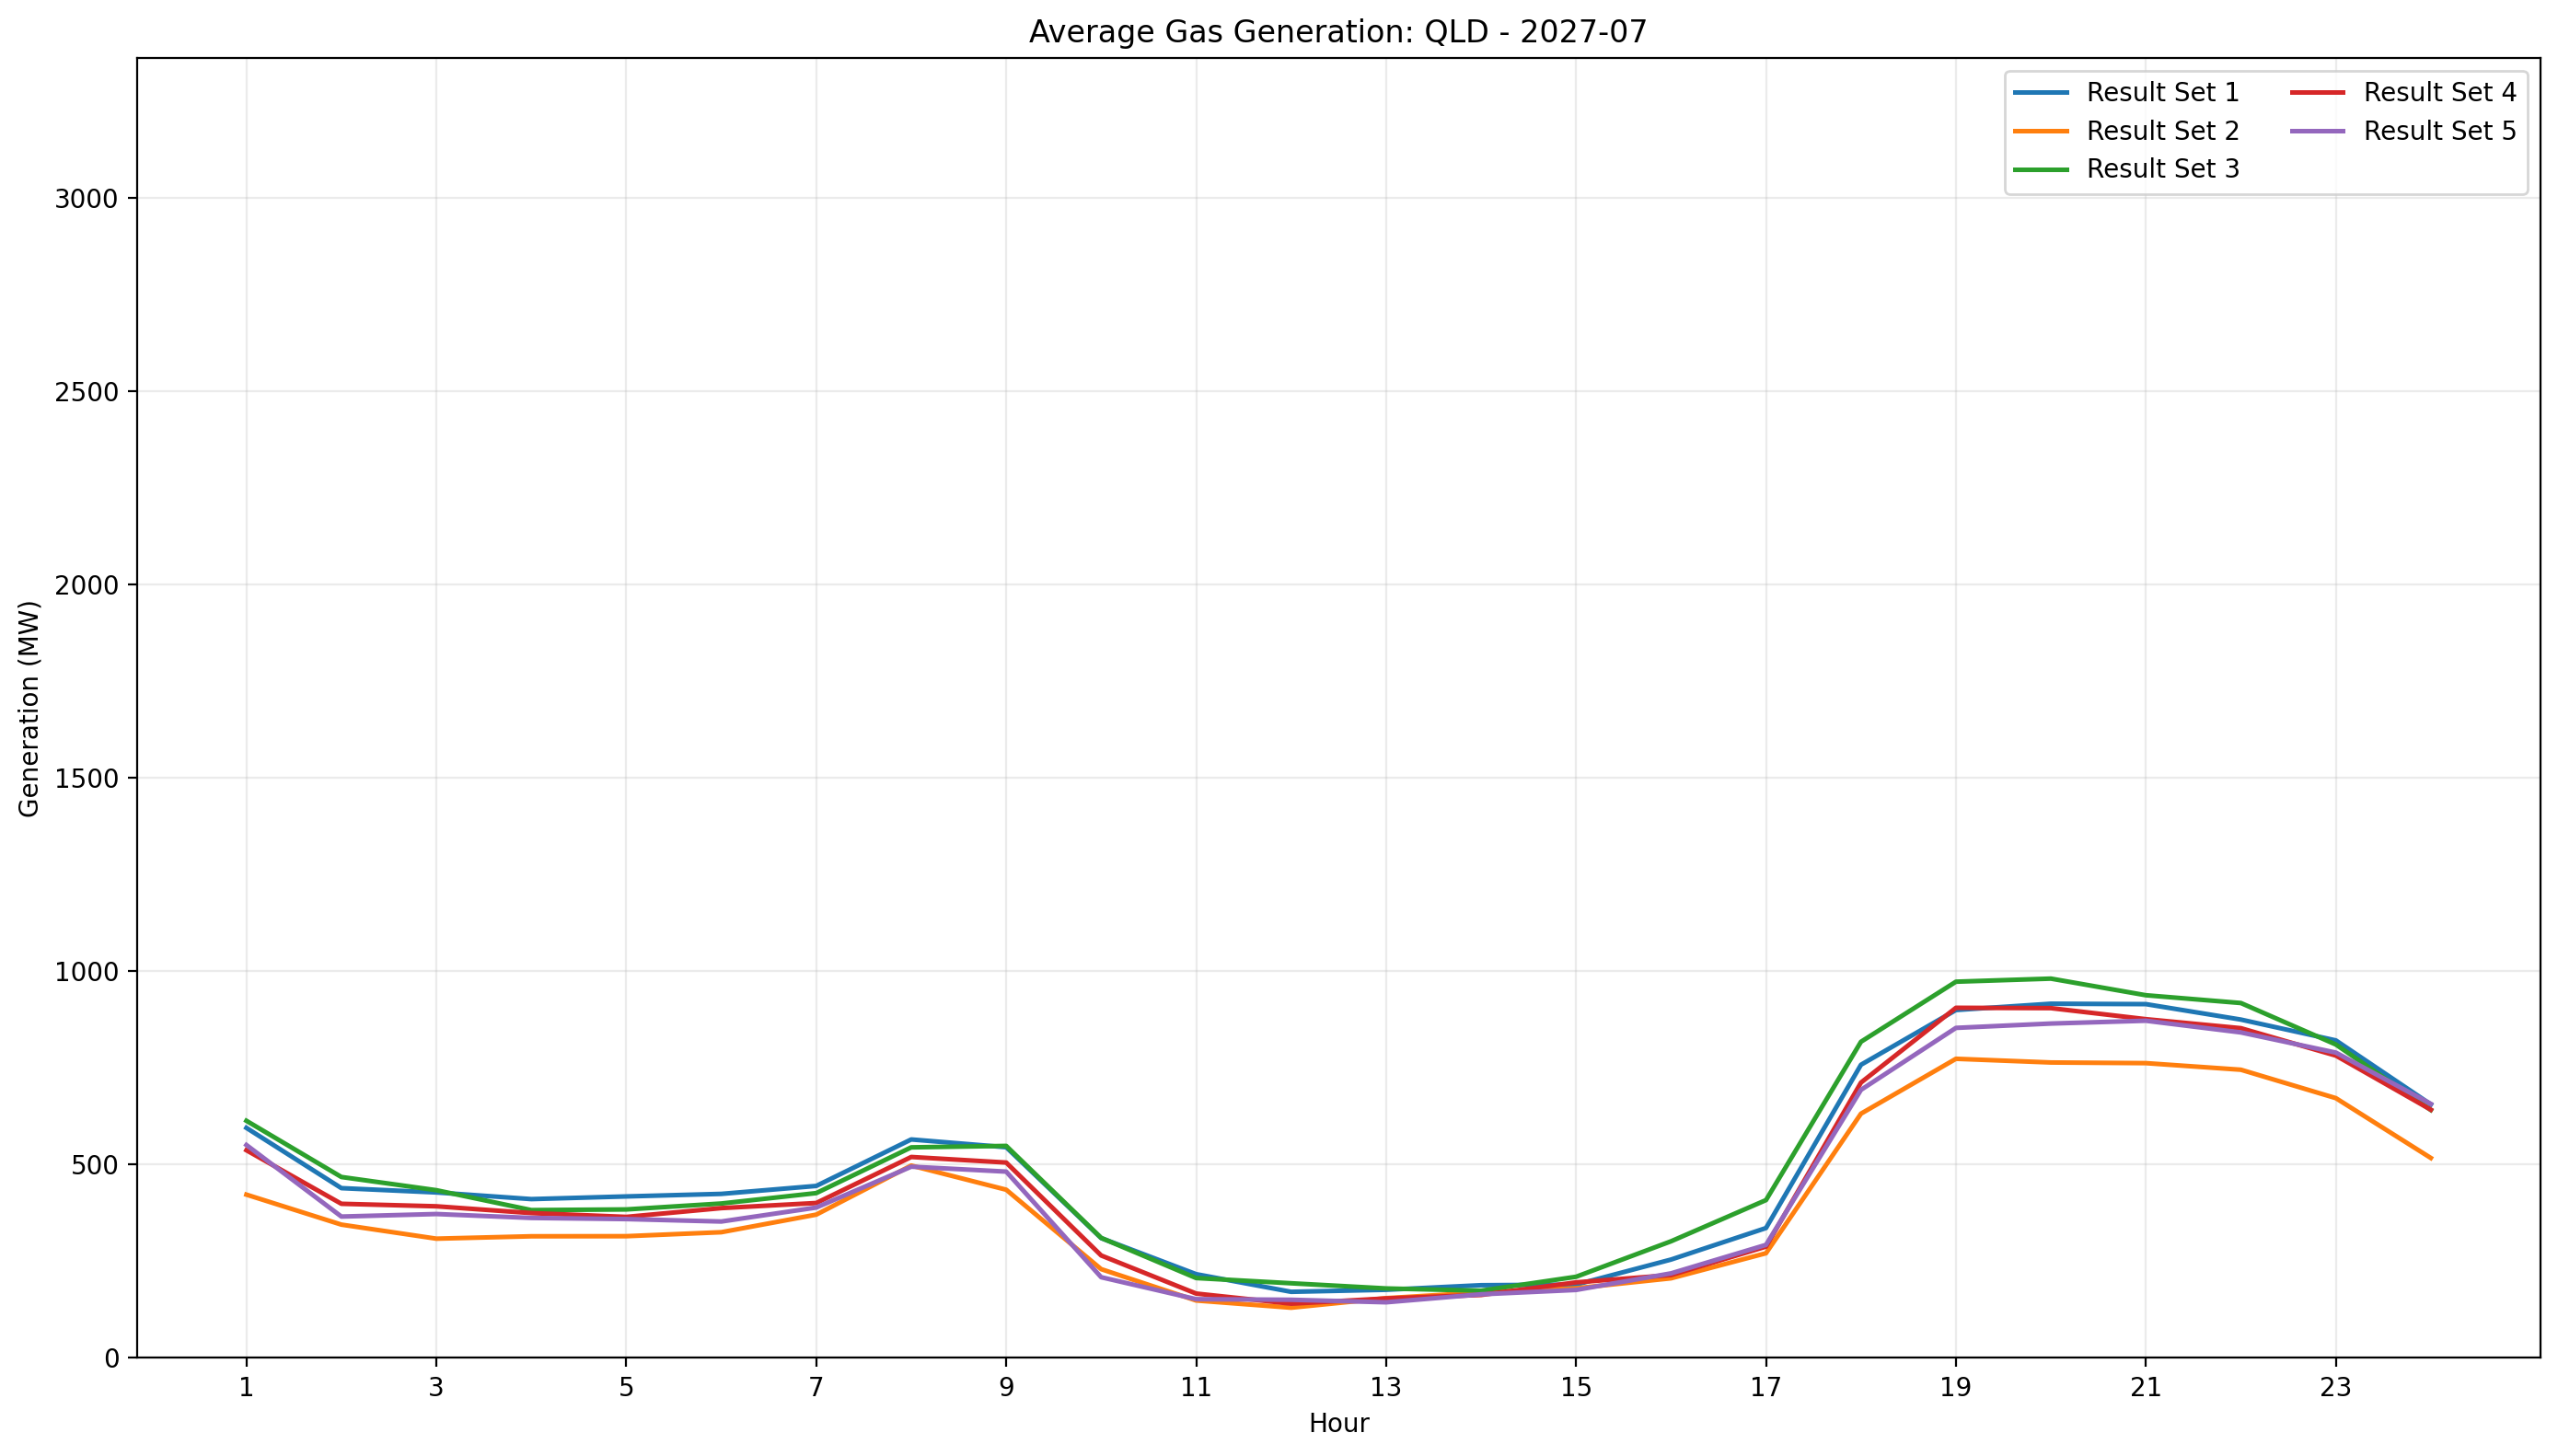 Average Gas Generation: QLD - 2027-07
Result Set 1
Result Set 2
Result Set 3
Result Set 4
Result Set 5
Generation (MW)
3000
2500
2000
1500
1000
500
0
1 3 5 7 9 11 13 15 17 19 21 23
Hour